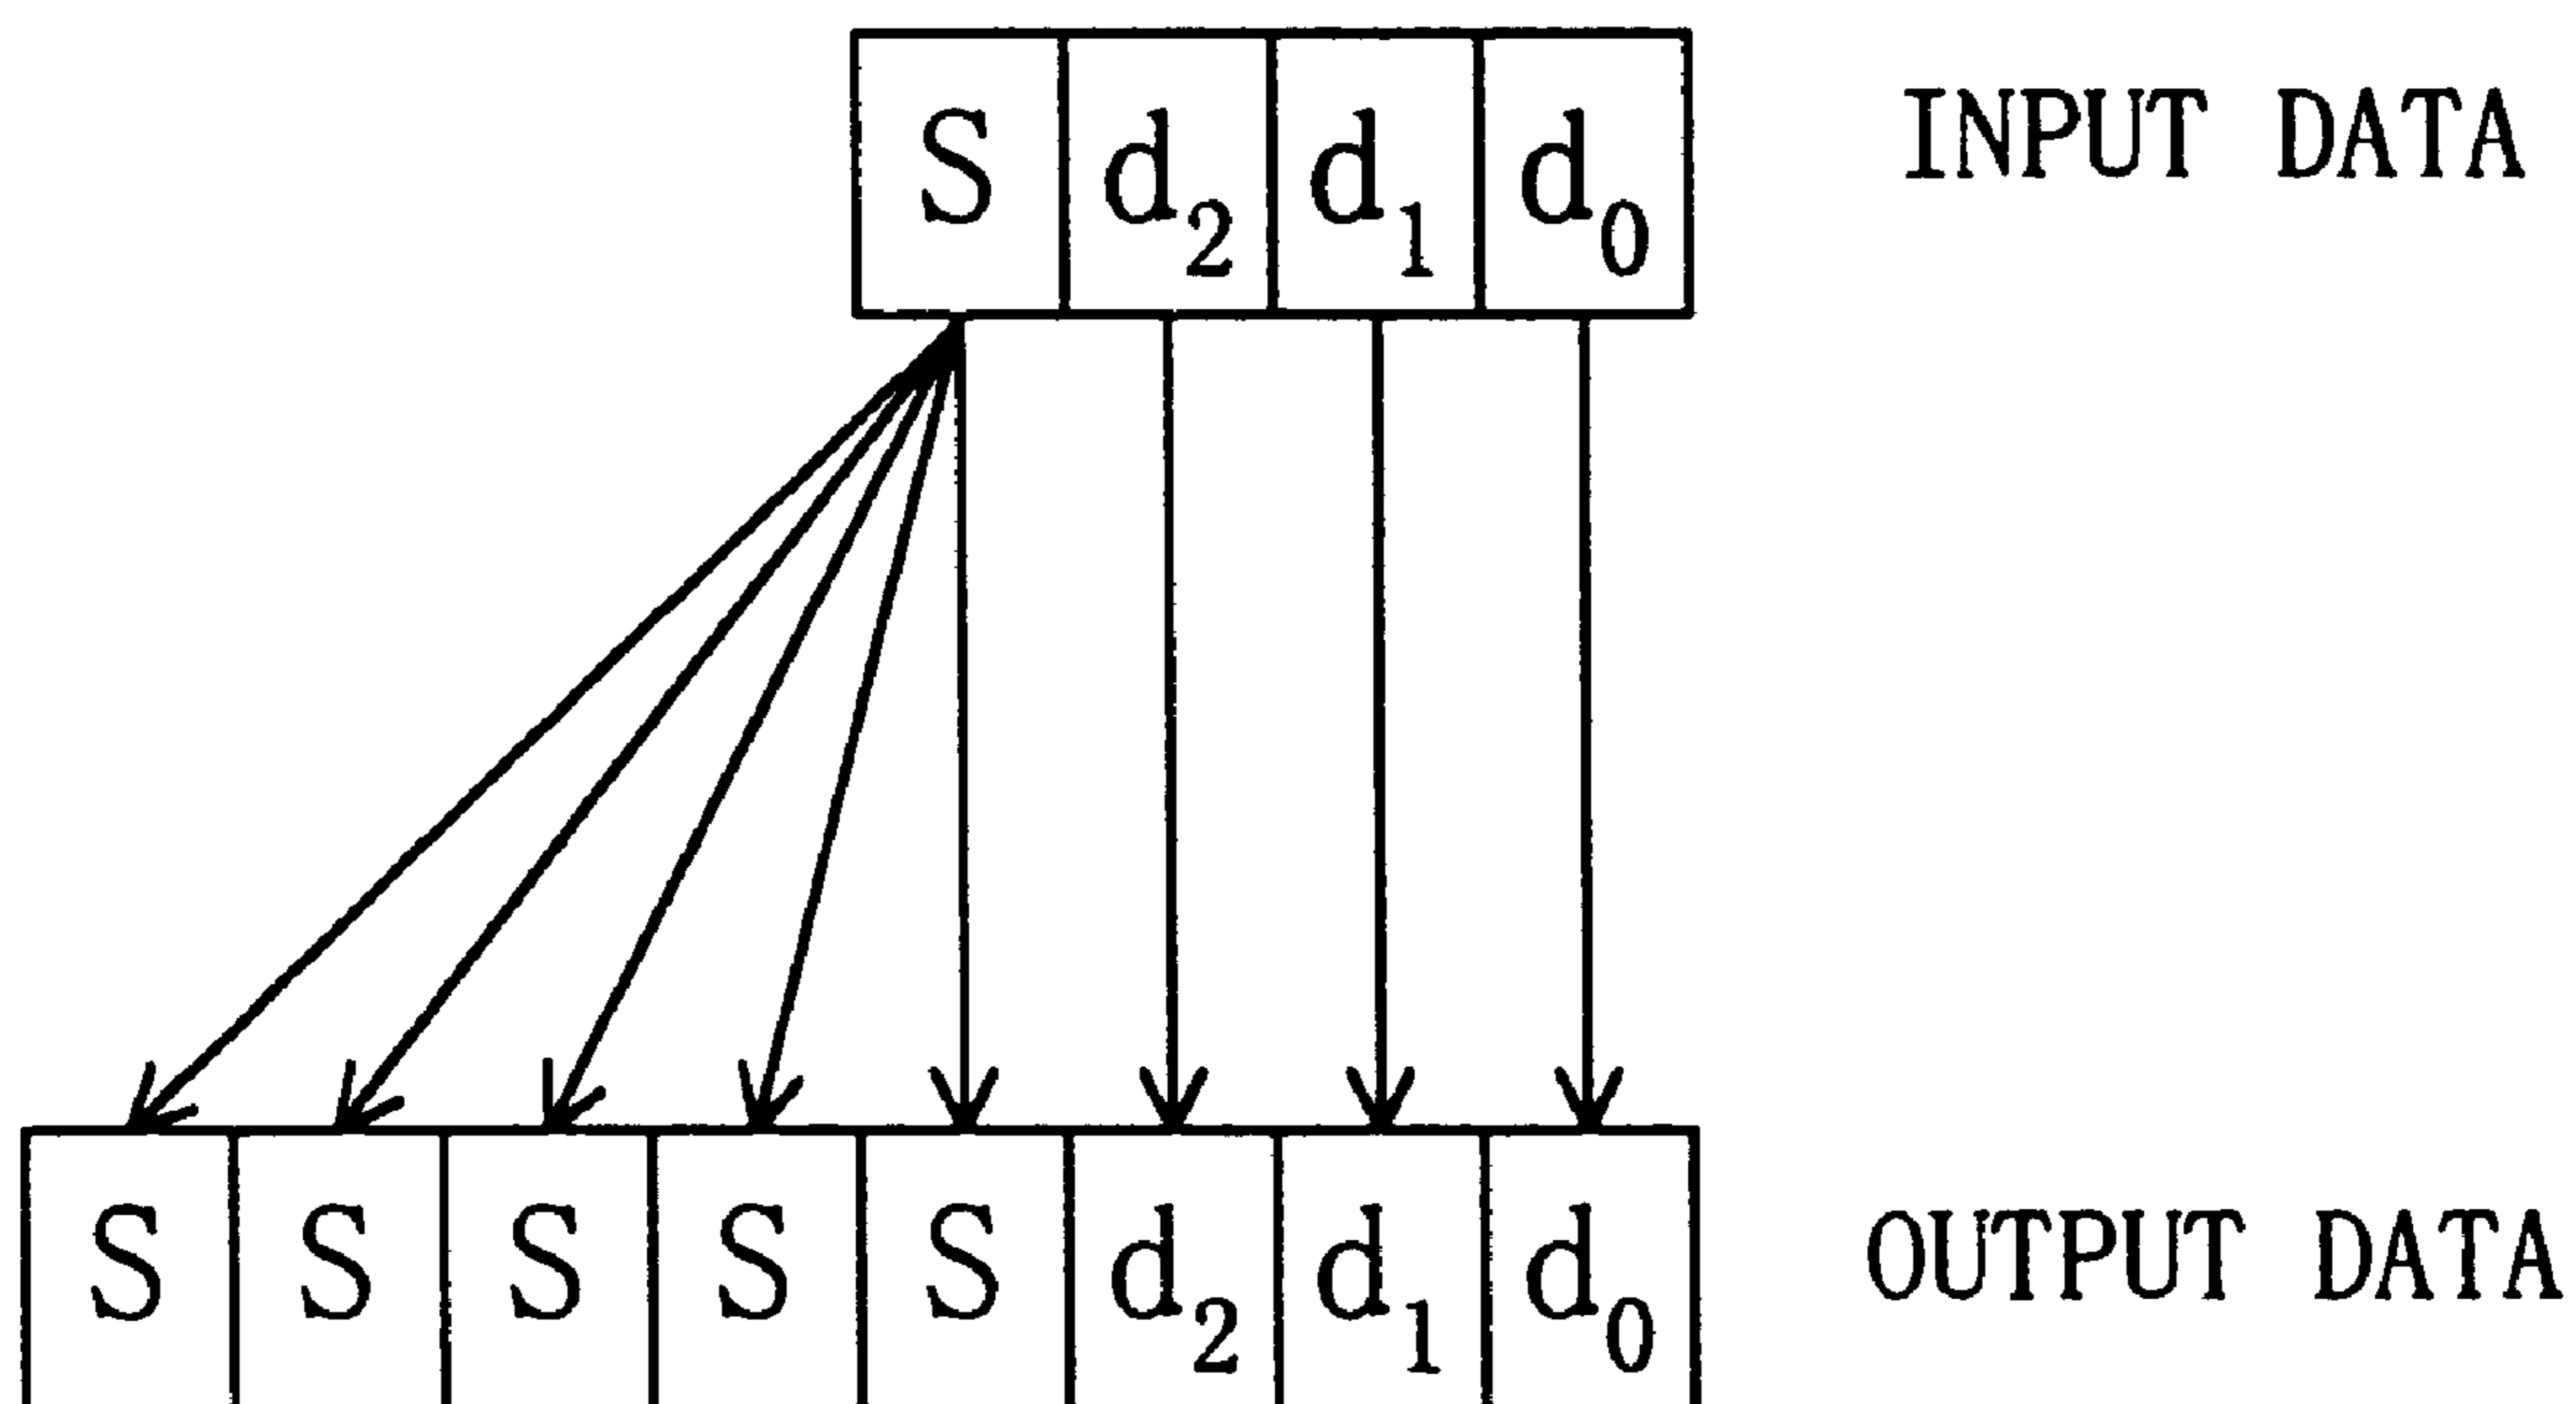 S d₂ d₁ d₀ INPUT DATA
S S S S S d₂ d₁ d₀ OUTPUT DATA